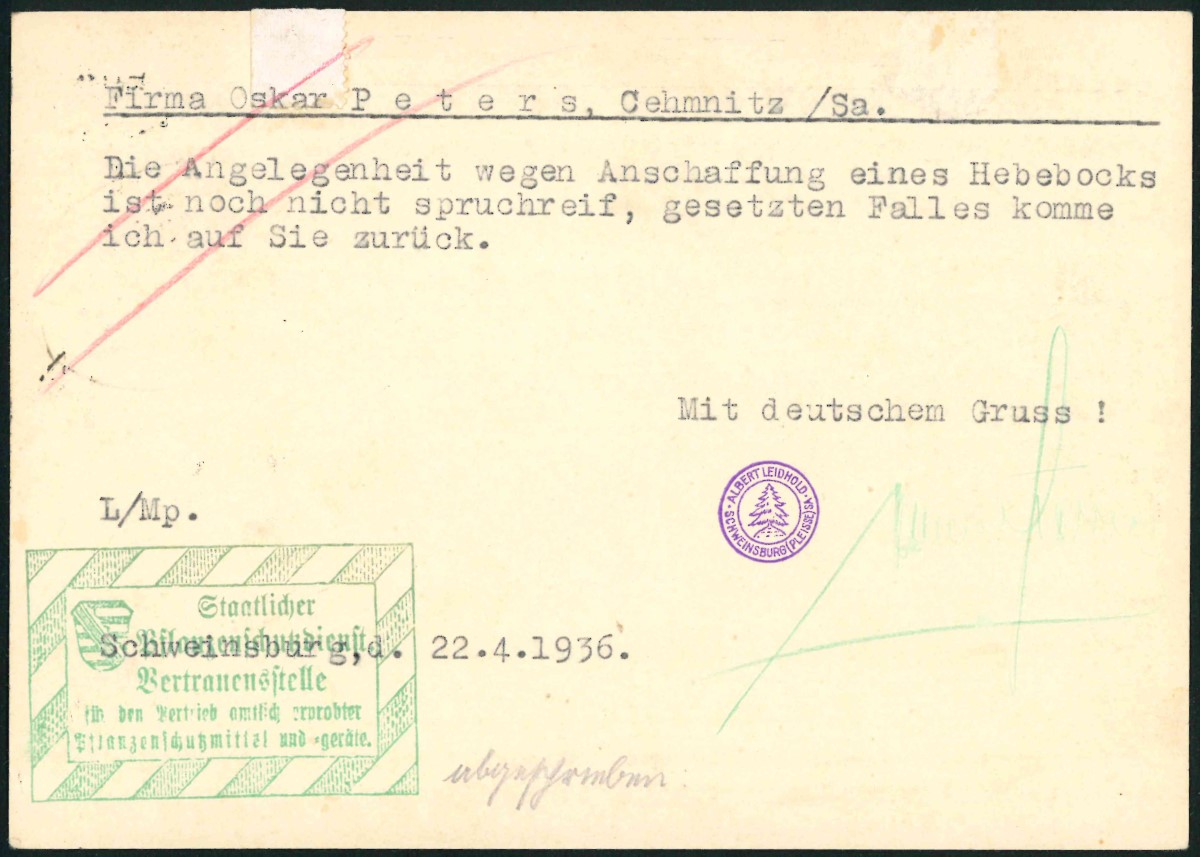 Firma Oskar P e t e r s, Cehmnitz /Sa.
Die Angelegenheit wegen Anschaffung eines Hebebocks
ist noch nicht spruchreif, gesetzten Falles komme
ich auf Sie zurück.
Mit deutschem Gruss !
ALBERT LEIDHOLD
SCHWEINSBURG (PLEISSE) SA.
L/Mp.
Staatlicher
Pflanzenschutzdienst
Schweinsburg,d. 22.4.1936.
Vertrauensstelle
für den Vertrieb amtlich erprobter
Pflanzenschutzmittel und -geräte.
abgeschrieben.